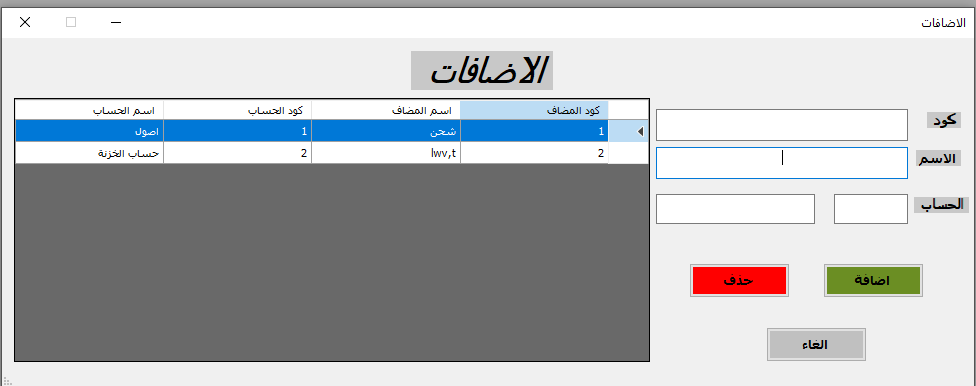 الاضافات
الاضافات
كود المضاف اسم المضاف كود الحساب اسم الحساب
1 شحن 1 اصول
2 lwv,t 2 حساب الخزنة
كود
الاسم
الحساب
اضافة حذف
الغاء